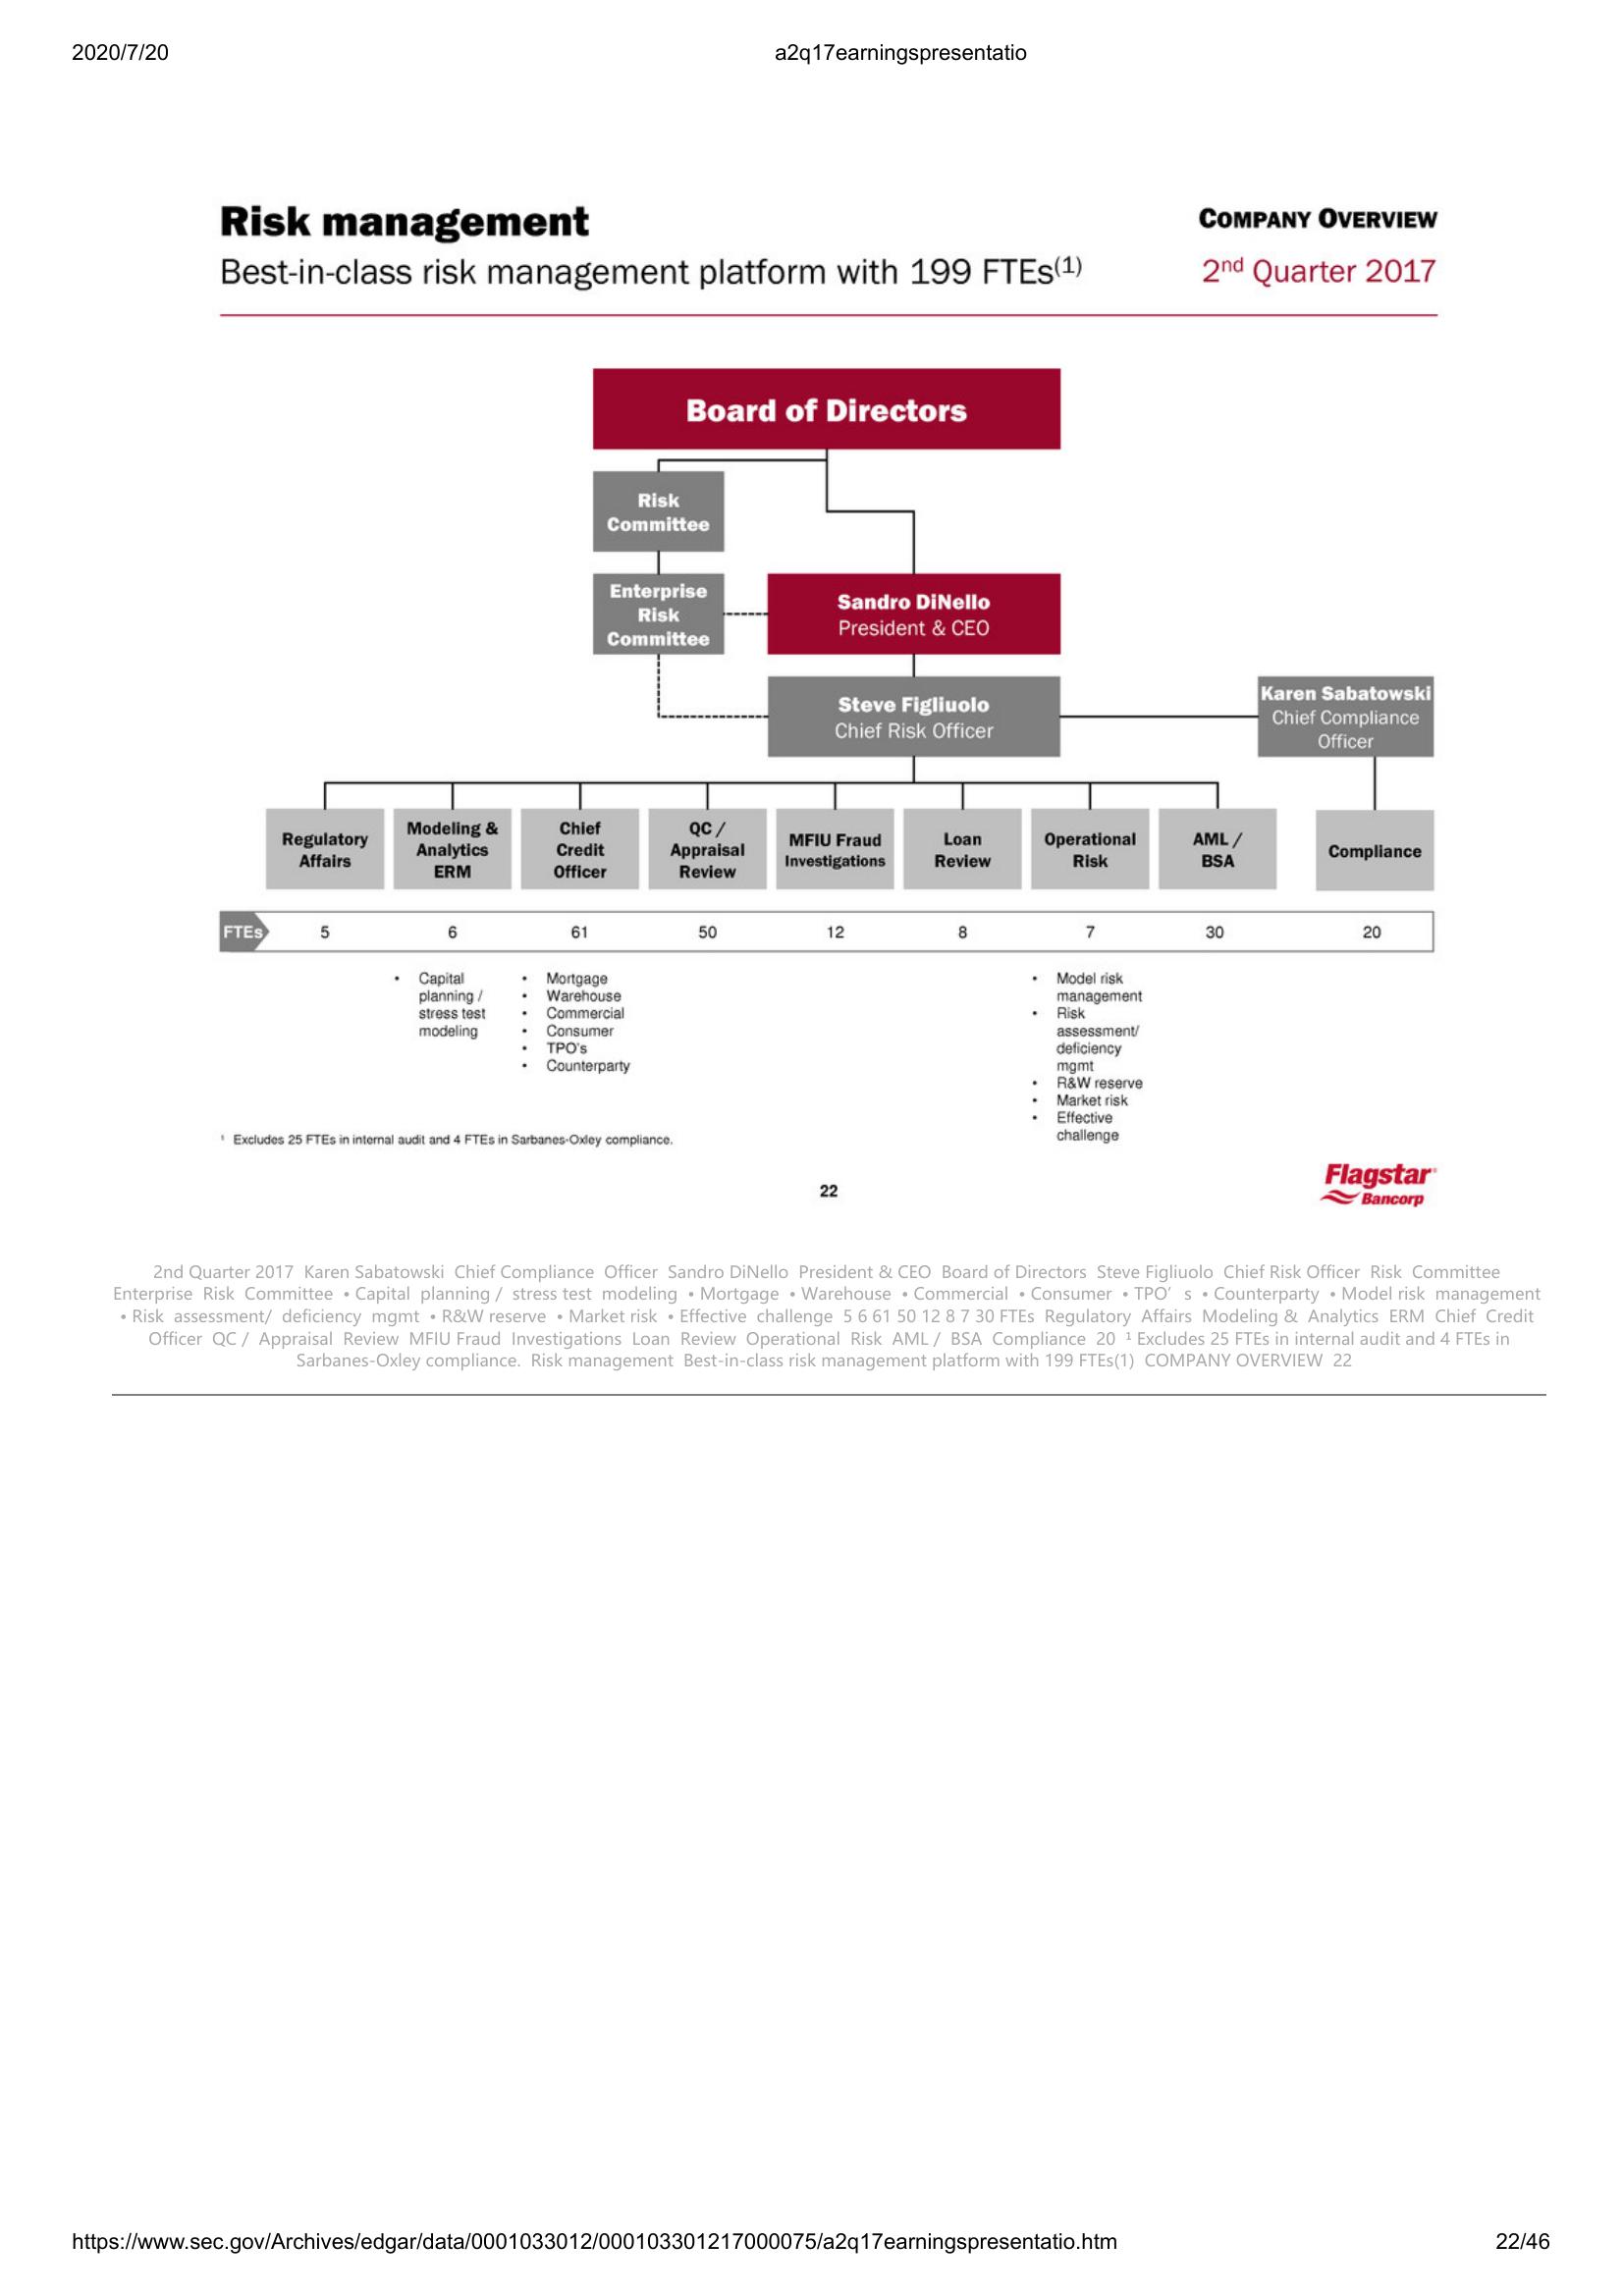 2020/7/20
a2q17earningspresentatio
Risk management
COMPANY OVERVIEW
Best-in-class risk management platform with 199 FTEs(1)
2nd Quarter 2017
Board of Directors
Risk
Committee
Enterprise
Risk
Committee
Sandro DiNello
President & CEO
Steve Figliuolo
Chief Risk Officer
Karen Sabatowski
Chief Compliance
Officer
Regulatory
Affairs
Modeling &
Analytics
ERM
Chief
Credit
Officer
QC /
Appraisal
Review
MFIU Fraud
Investigations
Loan
Review
Operational
Risk
AML /
BSA
Compliance
FTEs 5 6 61 50 12 8 7 30 20
• Capital
planning /
stress test
modeling
• Mortgage
• Warehouse
• Commercial
• Consumer
• TPO's
• Counterparty
• Model risk
management
• Risk
assessment/
deficiency
mgmt
• R&W reserve
• Market risk
• Effective
challenge
1 Excludes 25 FTEs in internal audit and 4 FTEs in Sarbanes-Oxley compliance.
22
Flagstar
Bancorp
2nd Quarter 2017 Karen Sabatowski Chief Compliance Officer Sandro DiNello President & CEO Board of Directors Steve Figliuolo Chief Risk Officer Risk Committee
Enterprise Risk Committee • Capital planning / stress test modeling • Mortgage • Warehouse • Commercial • Consumer • TPO’ s • Counterparty • Model risk management
• Risk assessment/ deficiency mgmt • R&W reserve • Market risk • Effective challenge 5 6 61 50 12 8 7 30 FTEs Regulatory Affairs Modeling & Analytics ERM Chief Credit
Officer QC / Appraisal Review MFIU Fraud Investigations Loan Review Operational Risk AML / BSA Compliance 20 ¹ Excludes 25 FTEs in internal audit and 4 FTEs in
Sarbanes-Oxley compliance. Risk management Best-in-class risk management platform with 199 FTEs(1) COMPANY OVERVIEW 22
https://www.sec.gov/Archives/edgar/data/0001033012/000103301217000075/a2q17earningspresentatio.htm
22/46